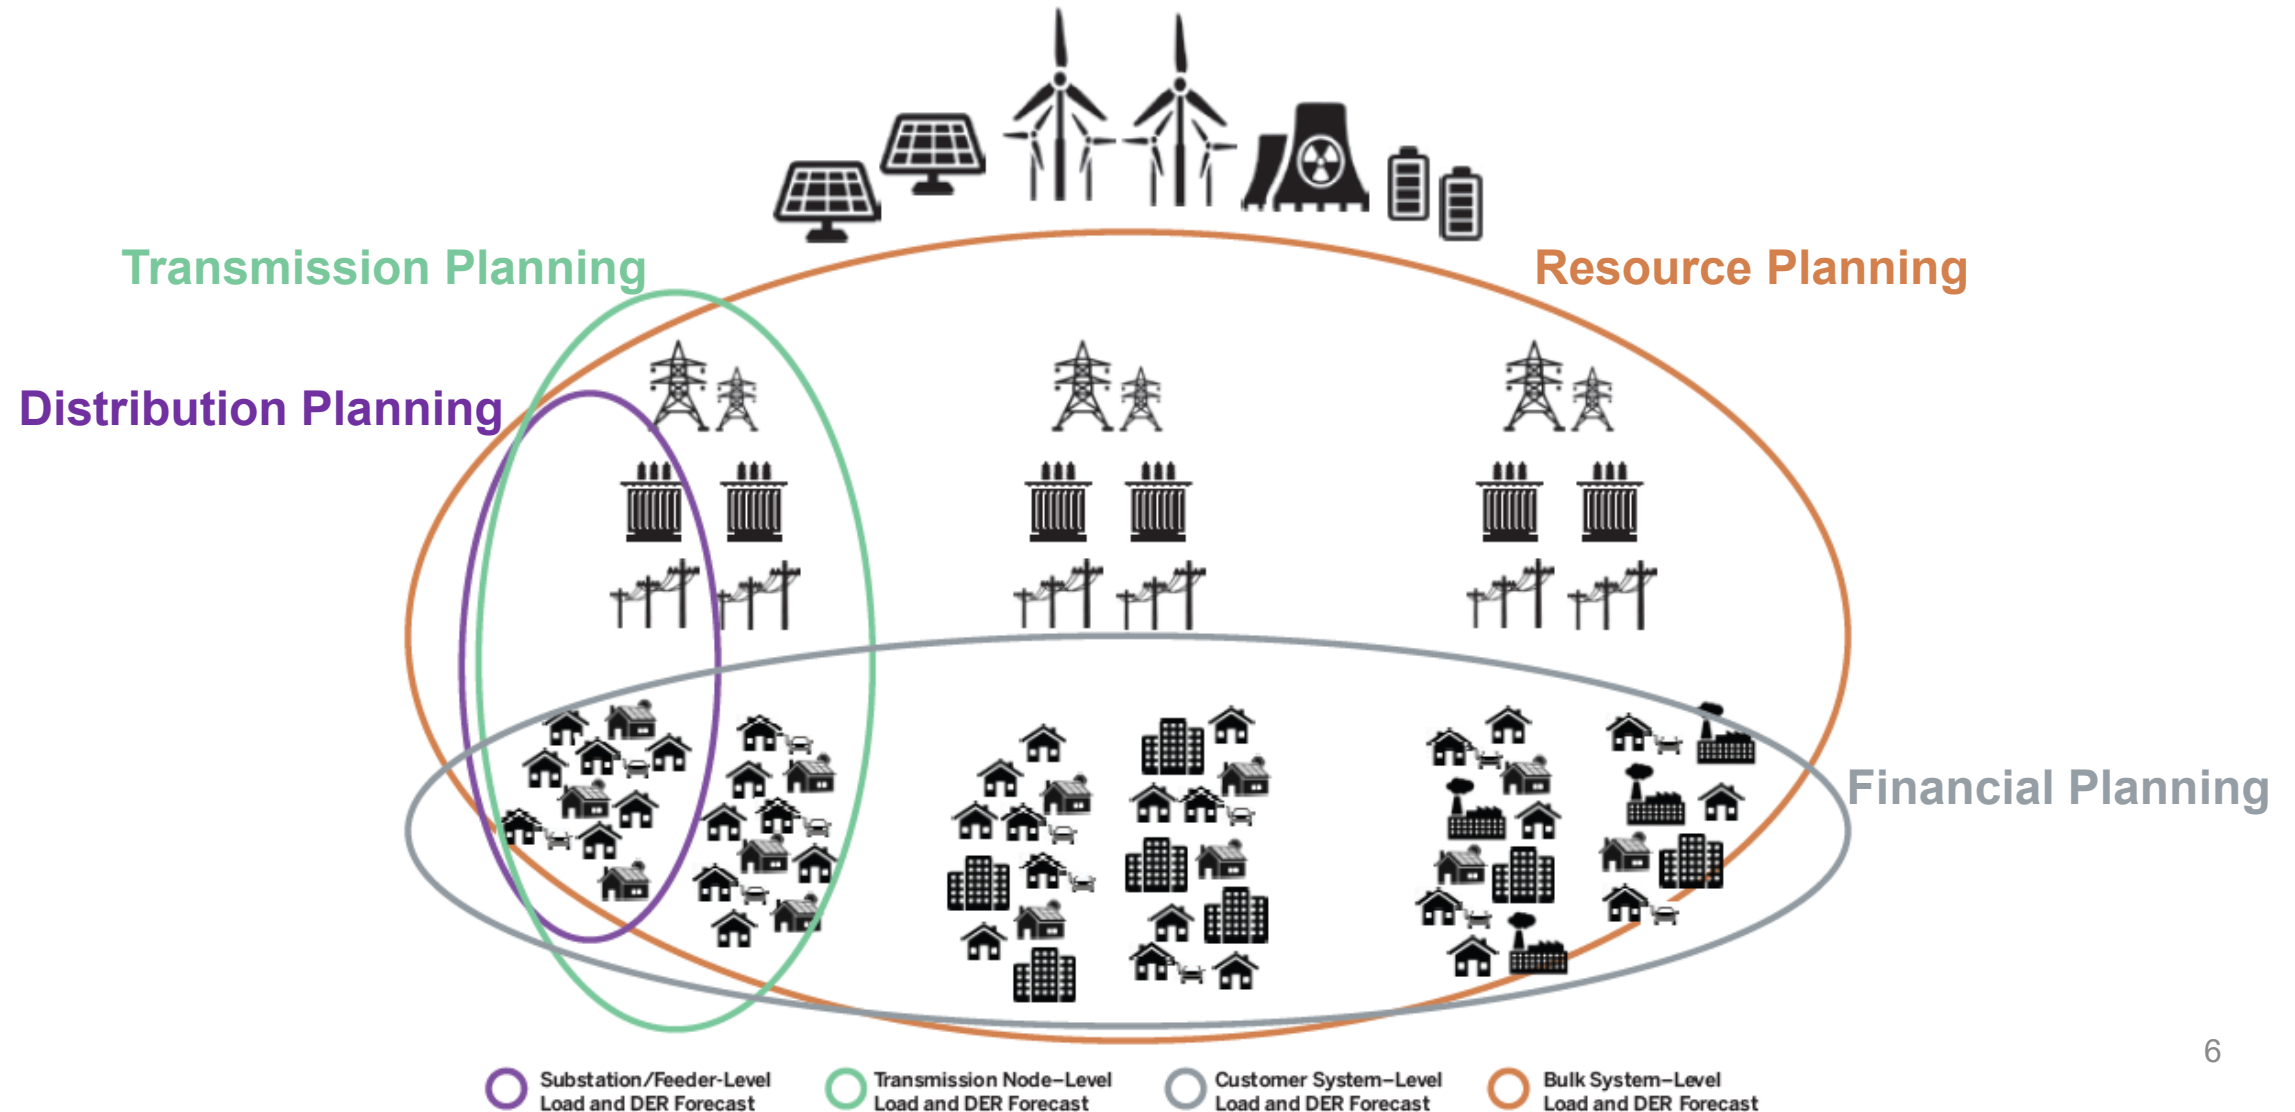 Transmission Planning
Resource Planning
Distribution Planning
Financial Planning
6
Substation/Feeder-Level
Load and DER Forecast
Transmission Node–Level
Load and DER Forecast
Customer System–Level
Load and DER Forecast
Bulk System–Level
Load and DER Forecast